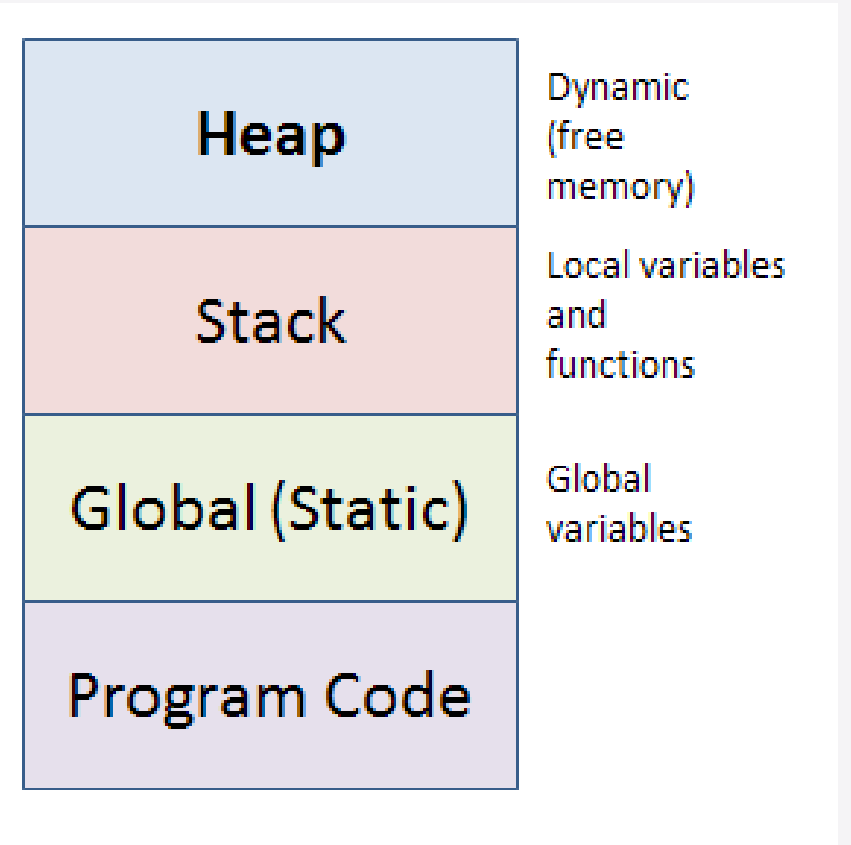 Heap
Dynamic
(free
memory)
Stack
Local variables
and
functions
Global (Static)
Global
variables
Program Code